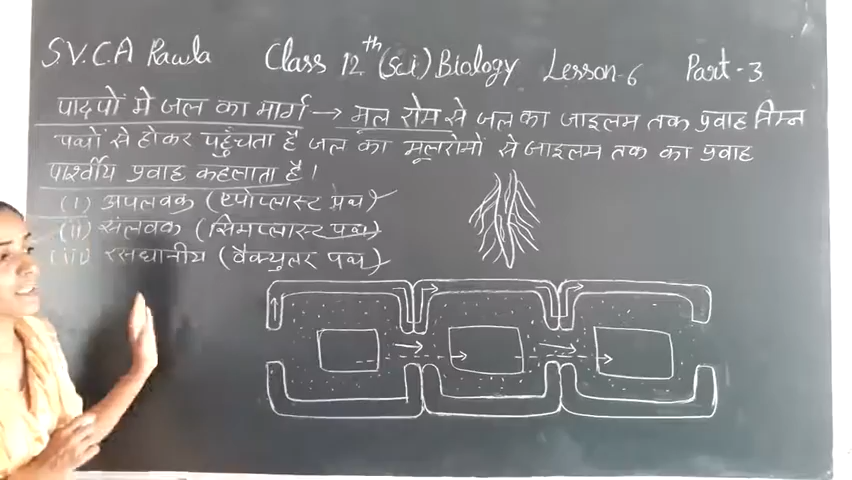 S.V.C.A Rawla Class 12th (sci) Biology Lesson-6 Part-3
पादपों मे जल का मार्ग → मूल रोम से जल का जाइलम तक प्रवाह निम्न
पथों से होकर पहुँचता है जल का मूलरोमों से जाइलम तक का प्रवाह
पार्श्वीय प्रवाह कहलाता है।
(i) अपलवक (एपोप्लास्ट पथ)
(ii) संलवक (सिमप्लास्ट पथ)
(iii) रसधानीय (वैक्युलर पथ)